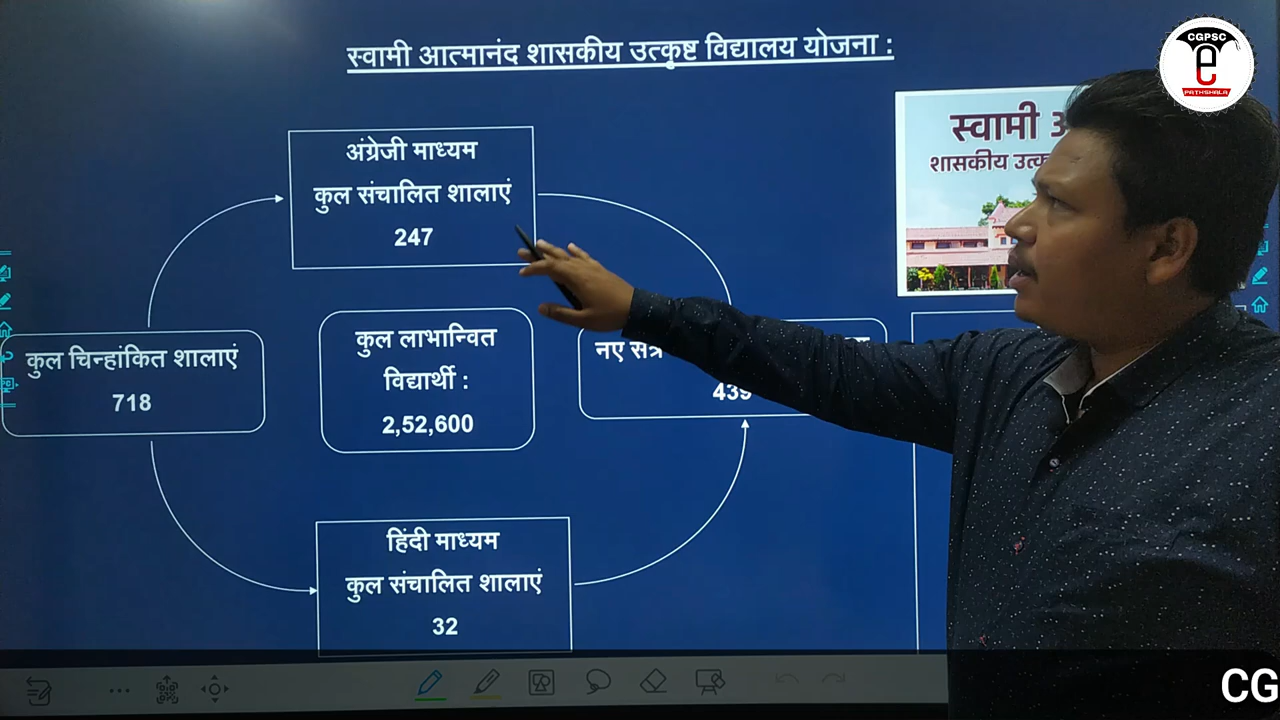 स्वामी आत्मानंद शासकीय उत्कृष्ट विद्यालय योजना :
CGPSC
e
PATHSHALA
स्वामी
शासकीय
अंग्रेजी माध्यम
कुल संचालित शालाएं
247
कुल चिन्हांकित शालाएं
718
कुल लाभान्वित
विद्यार्थी :
2,52,600
नए सत्र
439
हिंदी माध्यम
कुल संचालित शालाएं
32
CG